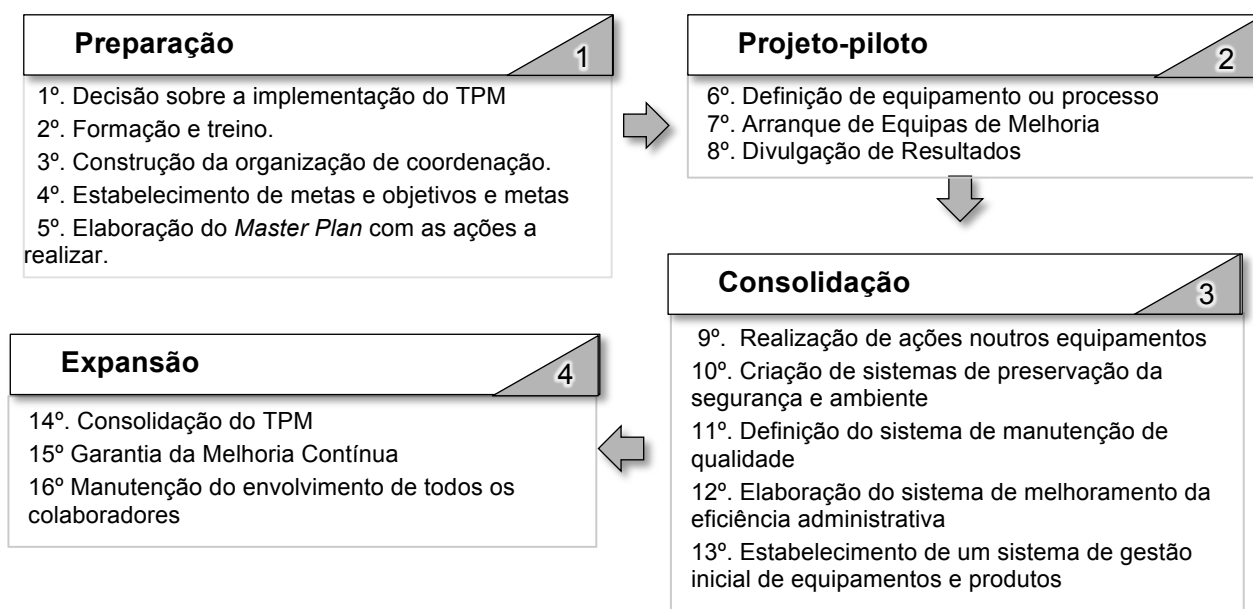 Preparação
1
1º. Decisão sobre a implementação do TPM
2º. Formação e treino.
3º. Construção da organização de coordenação.
4º. Estabelecimento de metas e objetivos e metas
5º. Elaboração do Master Plan com as ações a
realizar.
Projeto-piloto
2
6º. Definição de equipamento ou processo
7º. Arranque de Equipas de Melhoria
8º. Divulgação de Resultados
Consolidação
3
9º. Realização de ações noutros equipamentos
10º. Criação de sistemas de preservação da
segurança e ambiente
11º. Definição do sistema de manutenção de
qualidade
12º. Elaboração do sistema de melhoramento da
eficiência administrativa
13º. Estabelecimento de um sistema de gestão
inicial de equipamentos e produtos
Expansão
4
14º. Consolidação do TPM
15º Garantia da Melhoria Contínua
16º Manutenção do envolvimento de todos os
colaboradores